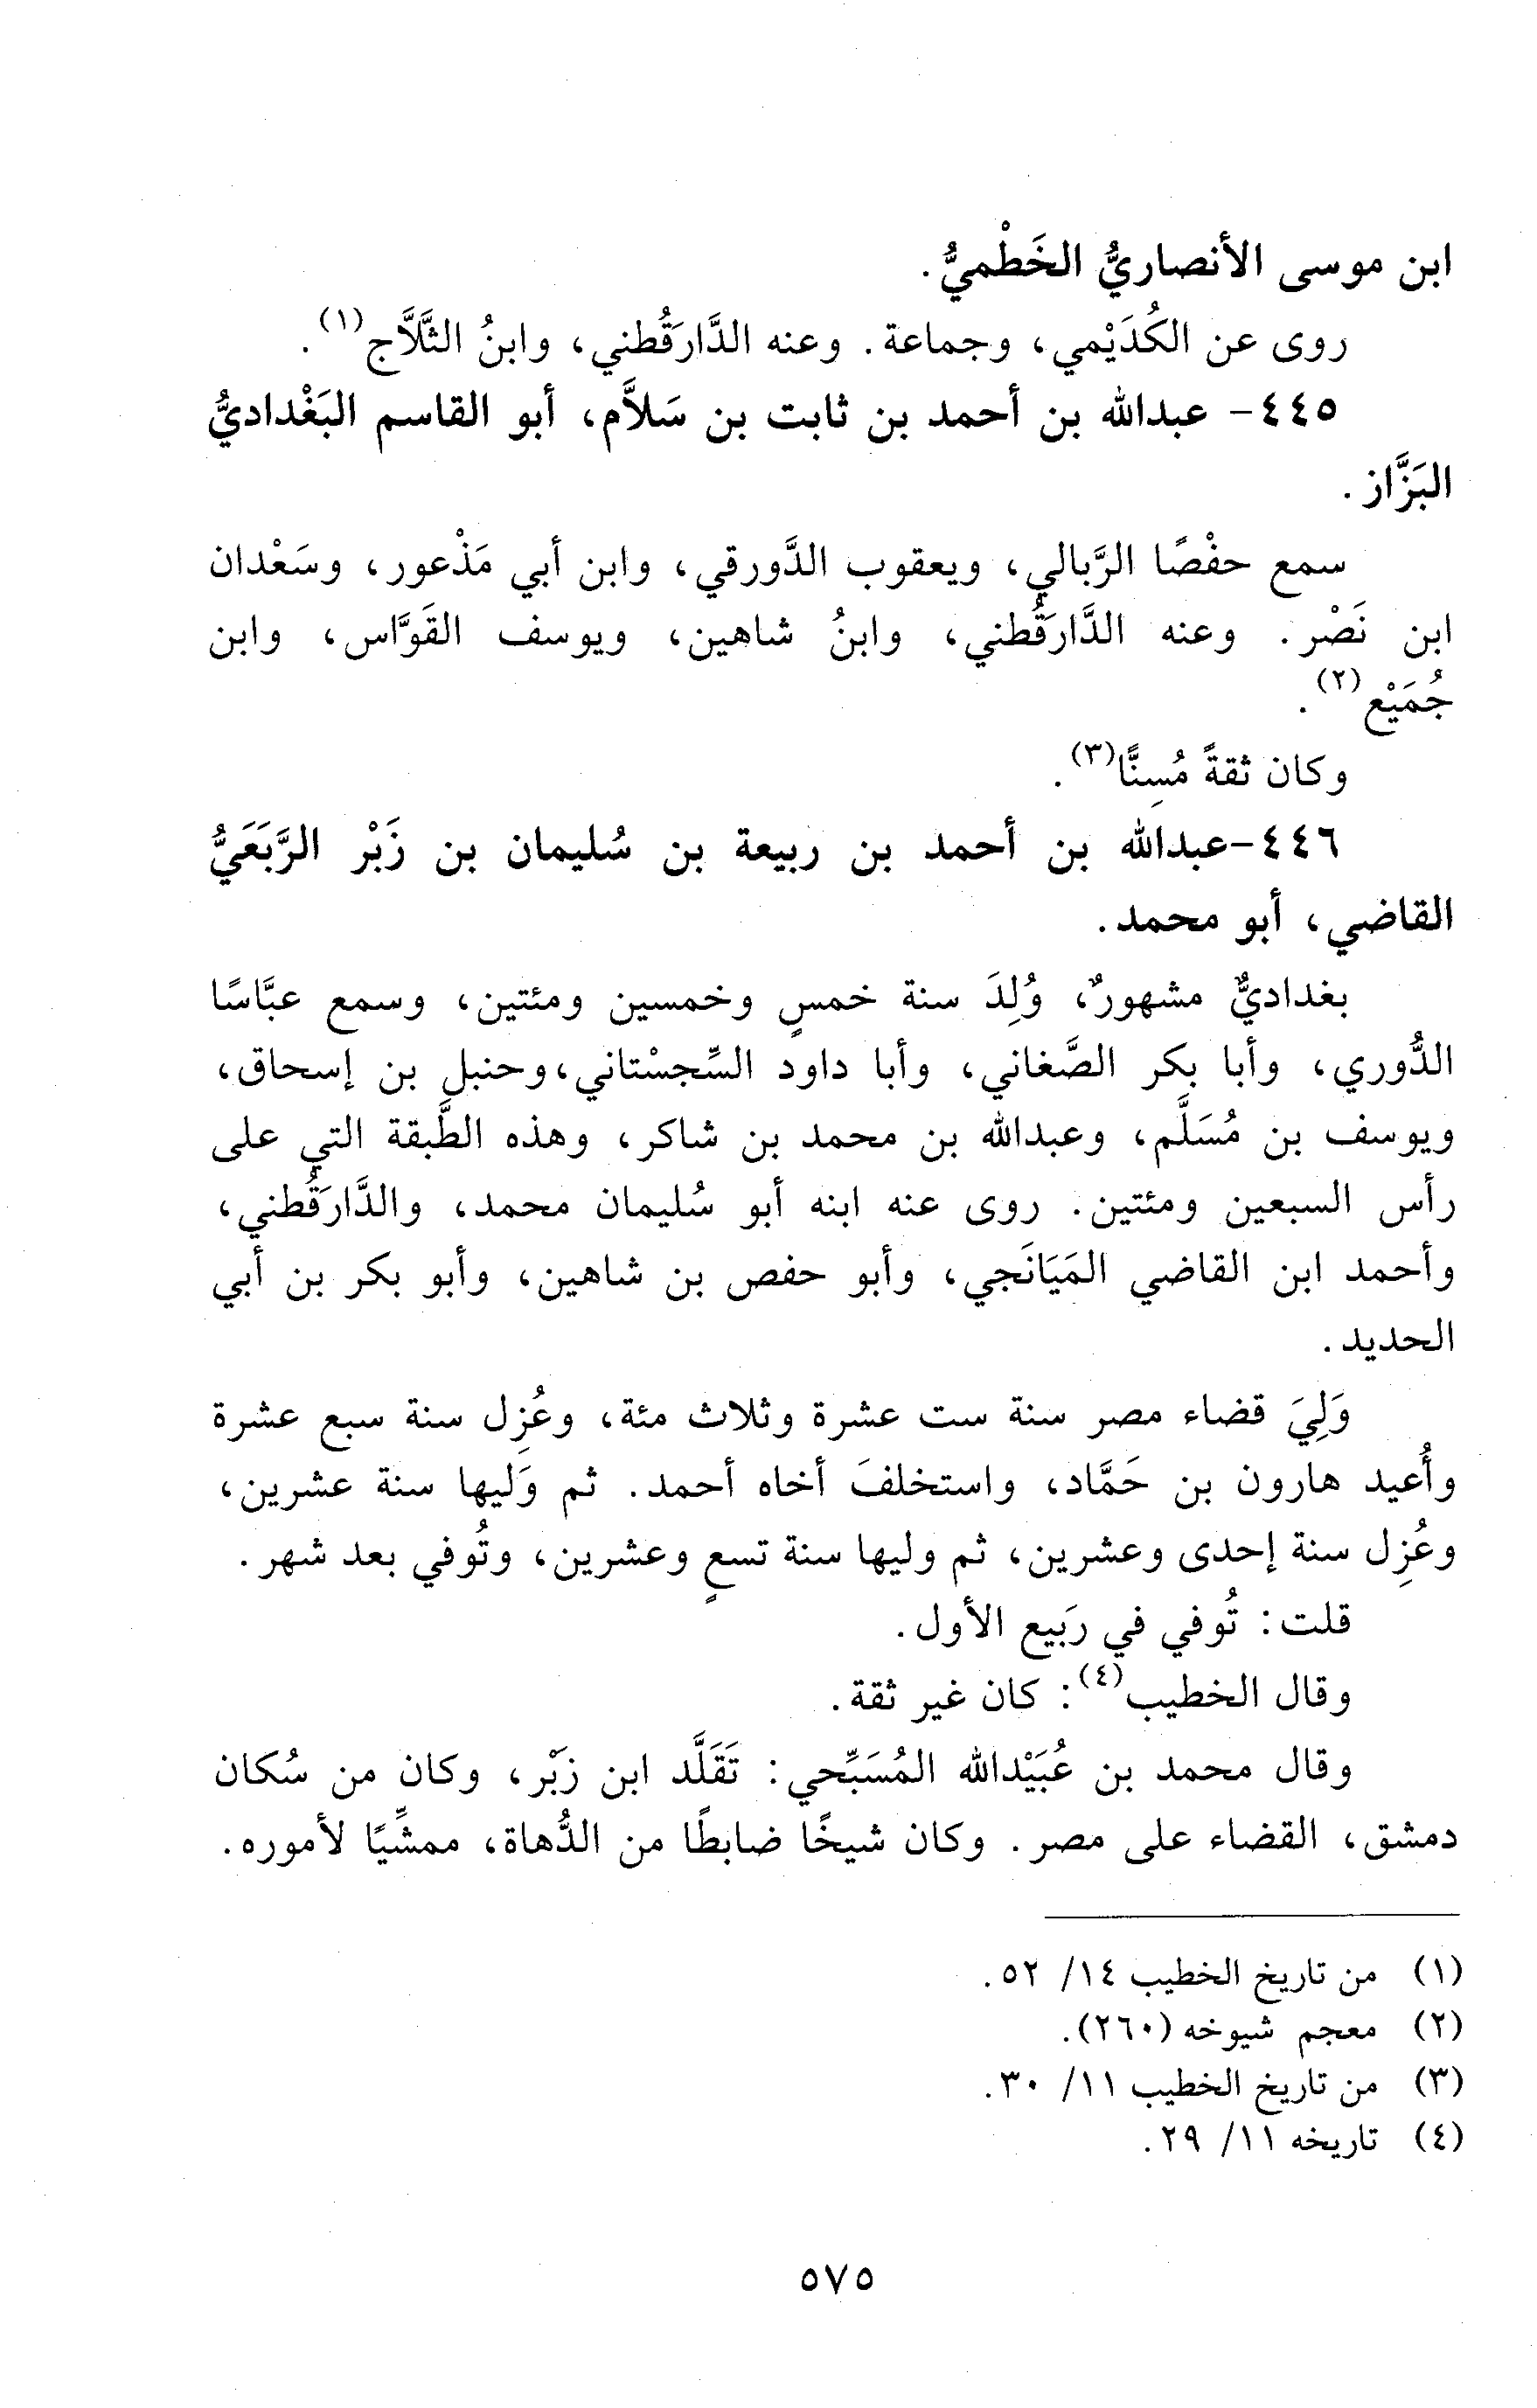 ابن موسى الأنصاريُّ الخَطْميُّ.
روى عن الكُدَيْمي، وجماعة. وعنه الدَّارَقُطني، وابنُ الثَّلاَّج(١).
٤٤٥- عبدالله بن أحمد بن ثابت بن سَلاَّم، أبو القاسم البَغْداديُّ
البَزَّاز.
سمع حفْصًا الرَّبالي، ويعقوب الدَّورقي، وابن أبي مَذْعور، وسَعْدان
ابن نَصْر. وعنه الدَّارَقُطني، وابنُ شاهين، ويوسف القَوَّاس، وابن
جُمَيْع(٢).
وكان ثقةً مُسِنًّا(٣).
٤٤٦-عبدالله بن أحمد بن ربيعة بن سُليمان بن زَبْر الرَّبَعَيُّ
القاضي، أبو محمد.
بغداديٌّ مشهورٌ، وُلِدَ سنة خمسٍ وخمسين ومئتين، وسمع عبَّاسًا
الدُّوري، وأبا بكر الصَّغاني، وأبا داود السِّجسْتاني،وحنبل بن إسحاق،
ويوسف بن مُسَلَّم، وعبدالله بن محمد بن شاكر، وهذه الطَّبقة التي على
رأس السبعين ومئتين. روى عنه ابنه أبو سُليمان محمد، والدَّارَقُطني،
وأحمد ابن القاضي المَيَانَجي، وأبو حفص بن شاهين، وأبو بكر بن أبي
الحديد.
وَلِيَ قضاء مصر سنة ست عشرة وثلاث مئة، وعُزِل سنة سبع عشرة
وأُعيد هارون بن حَمَّاد، واستخلفَ أخاه أحمد. ثم وَليها سنة عشرين،
وعُزِل سنة إحدى وعشرين، ثم وليها سنة تسعٍ وعشرين، وتُوفي بعد شهر.
قلت: تُوفي في رَبيع الأول.
وقال الخطيب(٤): كان غير ثقة.
وقال محمد بن عُبَيْدالله المُسَبِّحي: تَقَلَّد ابن زَبْر، وكان من سُكان
دمشق، القضاء على مصر. وكان شيخًا ضابطًا من الدُّهاة، ممشِّيًا لأموره.
(١) من تاريخ الخطيب ١٤/ ٥٢.
(٢) معجم شيوخه (٢٦٠).
(٣) من تاريخ الخطيب ١١/ ٣٠.
(٤) تاريخه ١١/ ٢٩.
٥٧٥